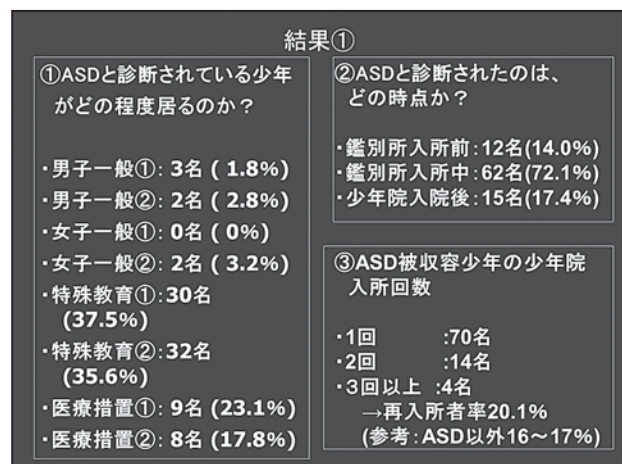 結果①
①ASDと診断されている少年
がどの程度居るのか？
・男子一般①: 3名 ( 1.8%)
・男子一般②: 2名 ( 2.8%)
・女子一般①: 0名 ( 0%)
・女子一般②: 2名 ( 3.2%)
・特殊教育①:30名
(37.5%)
・特殊教育②:32名
(35.6%)
・医療措置①: 9名 (23.1%)
・医療措置②: 8名 (17.8%)
②ASDと診断されたのは、
どの時点か？
・鑑別所入所前:12名(14.0%)
・鑑別所入所中:62名(72.1%)
・少年院入院後:15名(17.4%)
③ASD被収容少年の少年院
入所回数
・1回 :70名
・2回 :14名
・３回以上 :4名
→再入所者率20.1%
(参考:ASD以外16～17%)